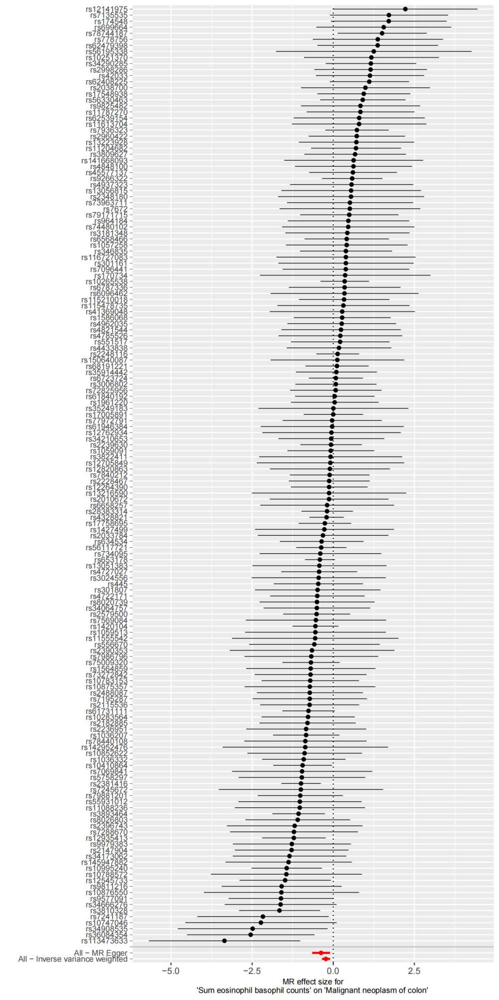 rs12141975
rs7135535
rs174548
rs699664
rs78744187
rs778756
rs62479398
rs56195338
rs10251370
rs34290285
rs2998286
rs42033
rs62408225
rs2038700
rs17548938
rs56330463
rs9825482
rs11787270
rs62539154
rs11613704
rs7936323
rs2960422
rs13223928
rs11204682
rs3809627
rs141668093
rs4848100
rs45577137
rs9266322
rs4937323
rs13056815
rs2348180
rs73963711
rs7672
rs79171715
rs964184
rs74480102
rs3181348
rs6568466
rs1057258
rs346835
rs116727083
rs301161
rs7096441
rs170734
rs10265538
rs6787336
rs6096462
rs115210018
rs115478735
rs41369048
rs1586068
rs4962035
rs4821544
rs4785526
rs551517
rs4433838
rs2248116
rs150640087
rs68191221
rs35914442
rs6723724
rs3006802
rs72825956
rs61840192
rs1961220
rs35249183
rs17005891
rs77972791
rs61946384
rs12762934
rs34210653
rs2239630
rs1059091
rs3822411
rs12705849
rs12820863
rs7840212
rs2228467
rs12264390
rs13216590
rs2010672
rs6658257
rs28383314
rs4328821
rs17758695
rs1427499
rs2033784
rs634534
rs56117721
rs734095
rs653178
rs13051383
rs4727027
rs3024556
rs445
rs301807
rs4722171
rs8020739
rs34064757
rs2579500
rs7569084
rs1420104
rs1059513
rs11555542
rs556670
rs2390353
rs7986796
rs75009320
rs1564859
rs73272842
rs10783153
rs10875357
rs2488087
rs7195287
rs2115536
rs61731111
rs10283564
rs2182885
rs2236951
rs1036207
rs78440108
rs142952476
rs10852622
rs1036332
rs10410864
rs7069841
rs5758297
rs2381416
rs7245672
rs79881201
rs55931012
rs11088236
rs3893464
rs8026803
rs2396743
rs7288670
rs12935413
rs9979383
rs2147904
rs34173062
rs145947882
rs10995240
rs10788572
rs12545733
rs9811216
rs10876550
rs9577091
rs34666276
rs3810328
rs7241187
rs10747046
rs34908535
rs36084354
rs113473633
All − MR Egger
All − Inverse variance weighted
−5.0 −2.5 0.0 2.5
MR effect size for
'Sum eosinophil basophil counts' on 'Malignant neoplasm of colon'